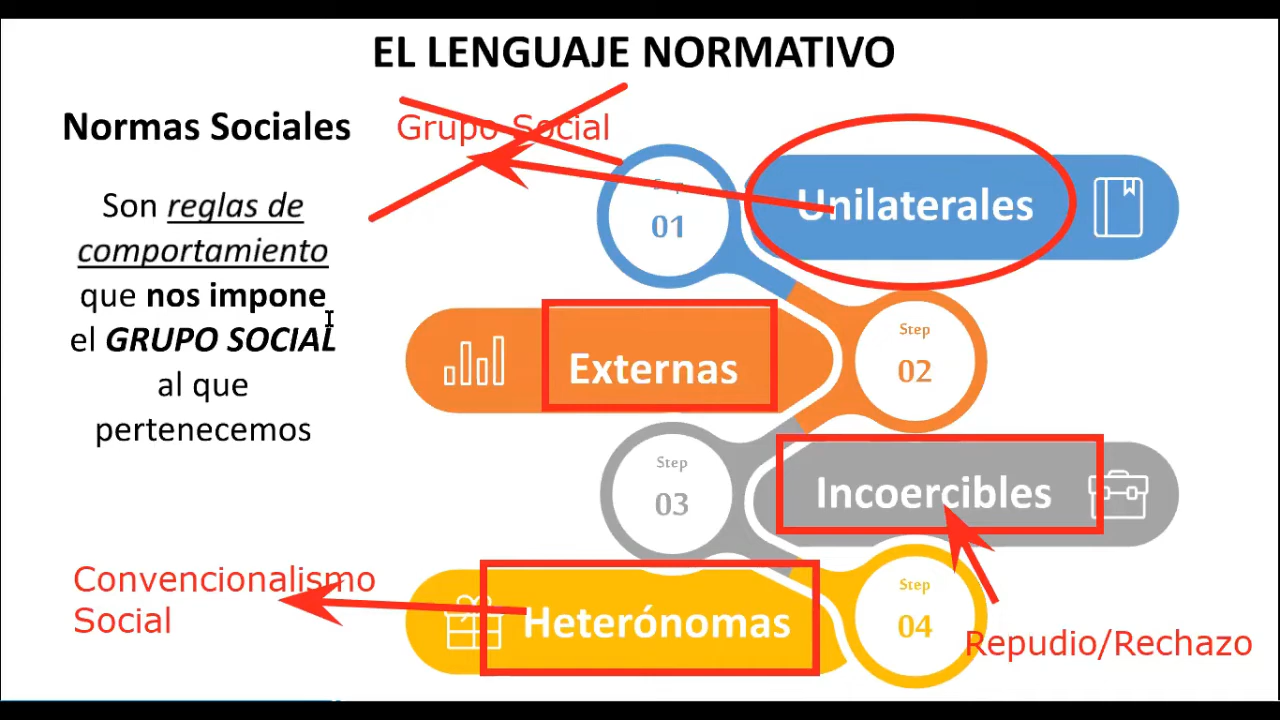 EL LENGUAJE NORMATIVO
Normas Sociales
Grupo Social
Son reglas de
comportamiento
que nos impone
el GRUPO SOCIAL
al que
pertenecemos
Step
01
Unilaterales
Externas
Step
02
Step
03
Incoercibles
Convencionalismo
Social
Heterónomas
Step
04
Repudio/Rechazo